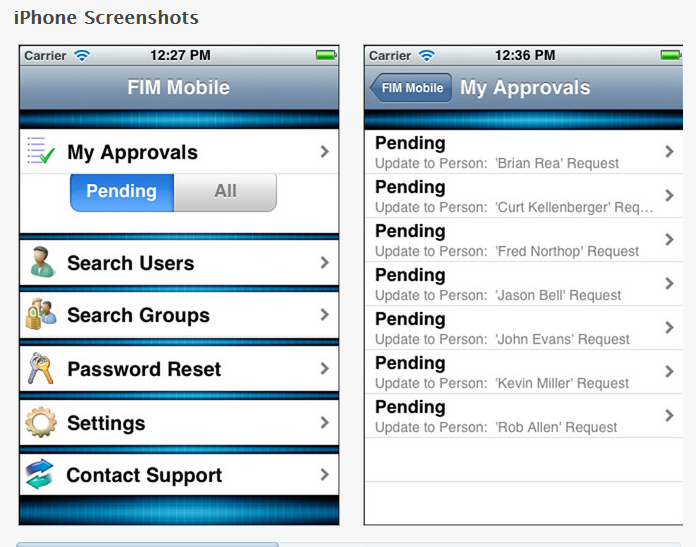 iPhone Screenshots
Carrier 12:27 PM
FIM Mobile
My Approvals
Pending All
Search Users
Search Groups
Password Reset
Settings
Contact Support
Carrier 12:36 PM
FIM Mobile My Approvals
Pending
Update to Person: 'Brian Rea' Request
Pending
Update to Person: 'Curt Kellenberger' Req...
Pending
Update to Person: 'Fred Northop' Request
Pending
Update to Person: 'Jason Bell' Request
Pending
Update to Person: 'John Evans' Request
Pending
Update to Person: 'Kevin Miller' Request
Pending
Update to Person: 'Rob Allen' Request